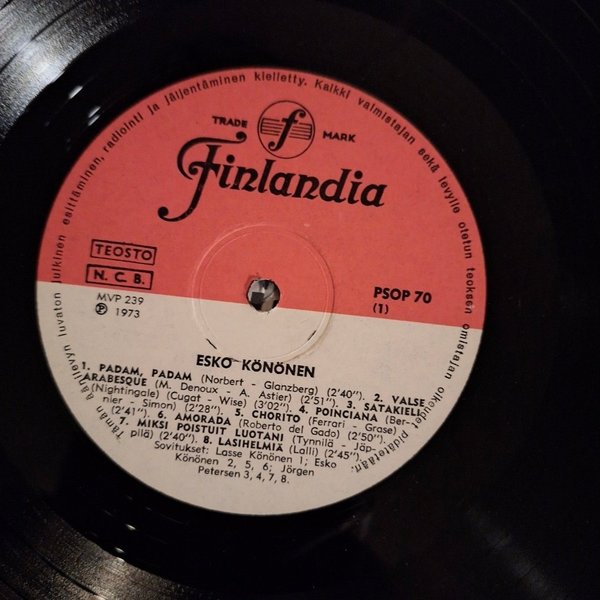 Tämän äänilevyn luvaton julkinen esittäminen, radiointi ja jäljentäminen kielletty. Kaikki valmistajan sekä levylle otetun teoksen omistajan oikeudet pidätetään.
TRADE f MARK
Finlandia
TEOSTO
N. C. B.
MVP 239
℗ 1973
PSOP 70
(1)
ESKO KÖNÖNEN
1. PADAM, PADAM (Norbert - Glanzberg) (2'40"). 2. VALSE
ARABESQUE (M. Denoux - A. Astier) (2'51"). 3. SATAKIELI
(Nightingale) (Cugat - Wise) (3'02") 4. POINCIANA (Ber-
nier - Simon) (2'28"). 5. CHORITO (Ferrari - Grase)
(2'41") 6. AMORADA (Roberto del Gado) (2'50").
7. MIKSI POISTUIT LUOTANI (Tynnilä - Jäp-
pilä) (2'40"). 8. LASIHELMIÄ (Lalli) (2'45").
Sovitukset: Lasse Könönen 1; Esko
Könönen 2, 5, 6; Jörgen
Petersen 3, 4, 7, 8.